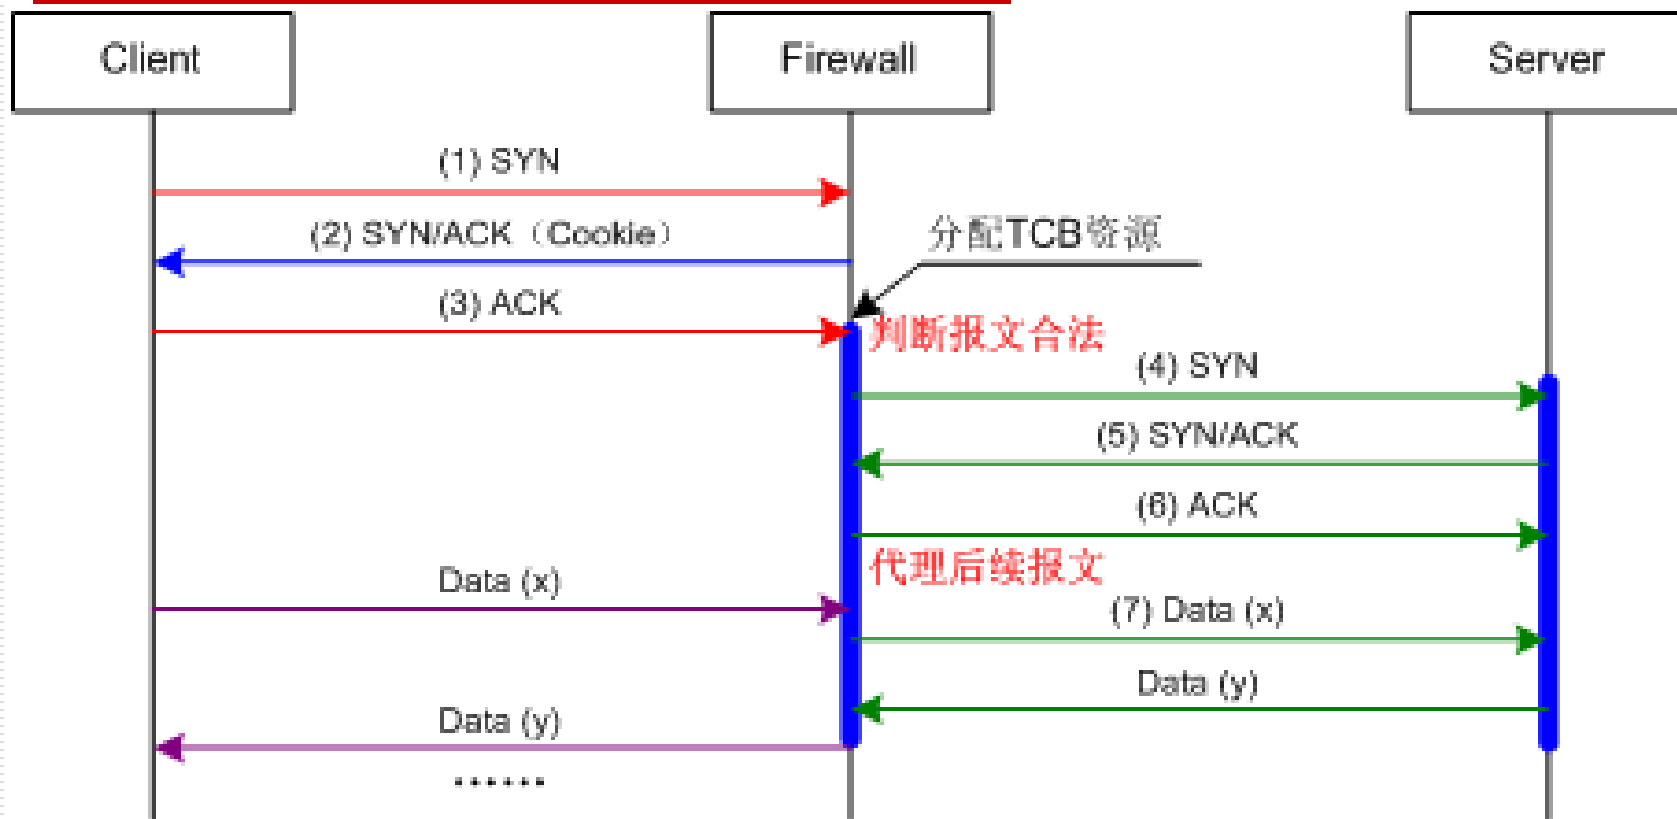 Client
Firewall
Server
(1) SYN
(2) SYN/ACK（Cookie）
分配TCB资源
(3) ACK
判断报文合法
(4) SYN
(5) SYN/ACK
(6) ACK
代理后续报文
Data (x)
(7) Data (x)
Data (y)
Data (y)
······